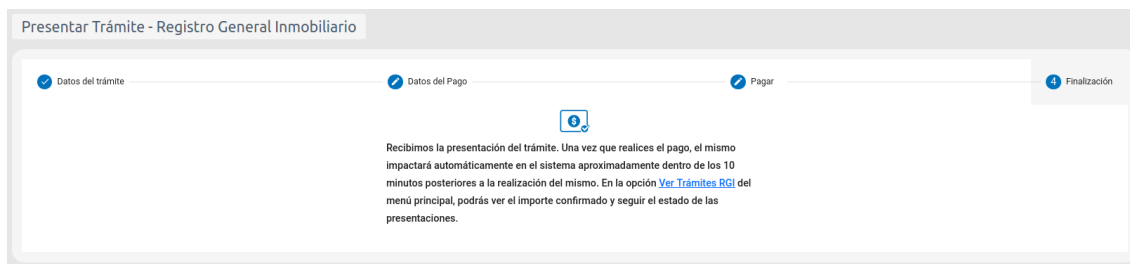 Presentar Trámite - Registro General Inmobiliario
Datos del trámite
Datos del Pago
Pagar
4 Finalización
Recibimos la presentación del trámite. Una vez que realices el pago, el mismo
impactará automáticamente en el sistema aproximadamente dentro de los 10
minutos posteriores a la realización del mismo. En la opción Ver Trámites RGI del
menú principal, podrás ver el importe confirmado y seguir el estado de las
presentaciones.